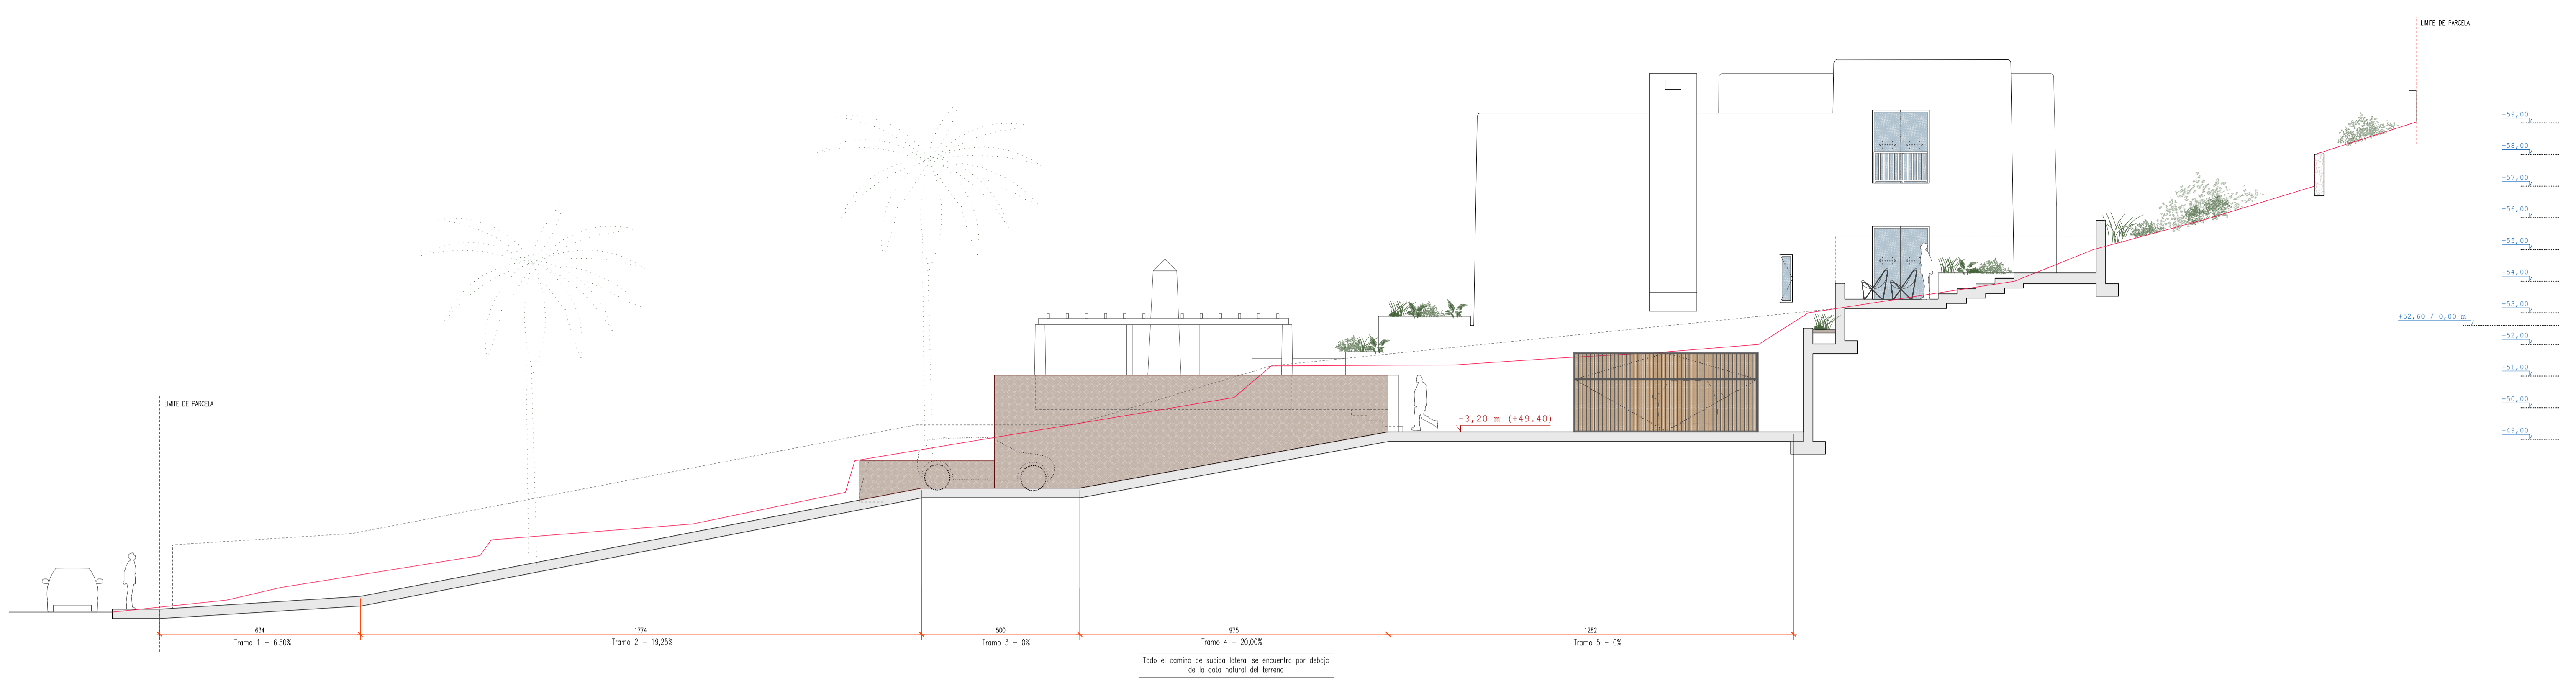 LIMITE DE PARCELA
+59,00
+58,00
+57,00
+56,00
+55,00
+54,00
+53,00
+52,60 / 0,00 m
+52,00
+51,00
+50,00
+49,00
LIMITE DE PARCELA
-3,20 m (+49.40)
634
1774
500
975
1282
Tramo 1 - 6.50%
Tramo 2 - 19,25%
Tramo 3 - 0%
Tramo 4 - 20,00%
Tramo 5 - 0%
Todo el camino de subida lateral se encuentra por debajo
de la cota natural del terreno